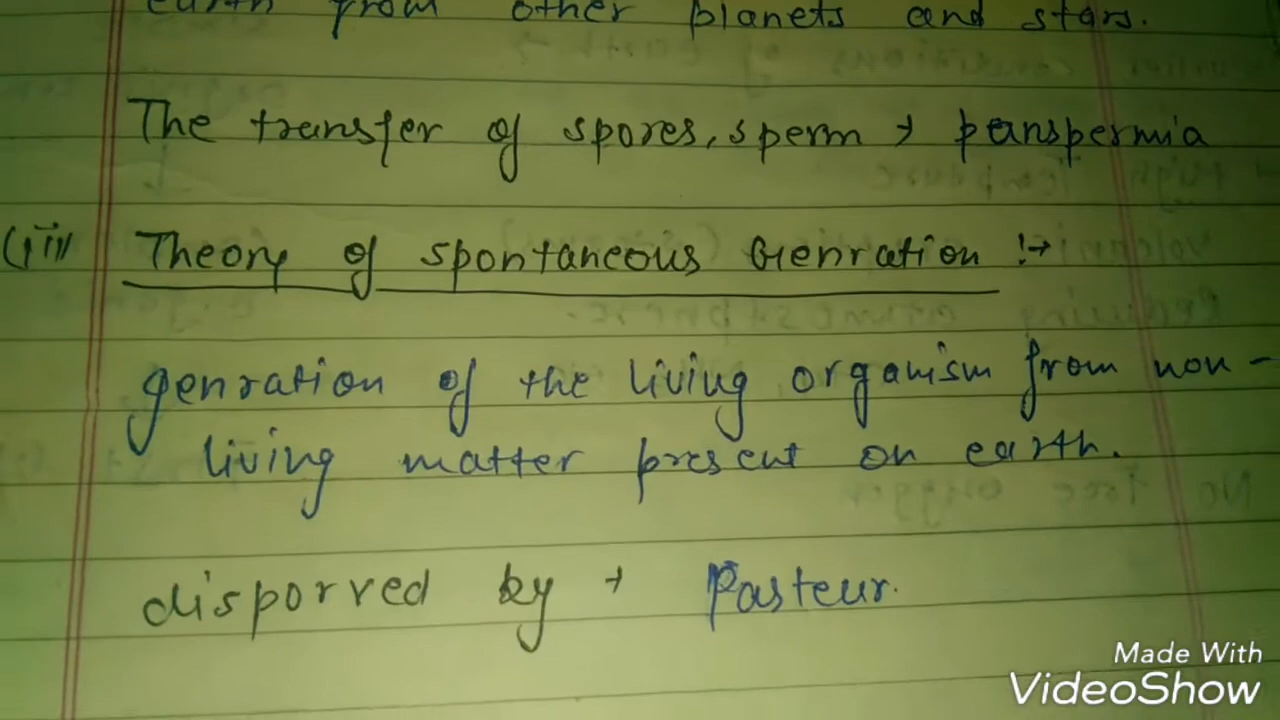 earth from other planets and stars.
The transfer of spores, sperm → panspermia
(iii) Theory of spontaneous Genration :→
genration of the living organism from non-
living matter present on earth.
disporved by → Pasteur.
Made With
VideoShow